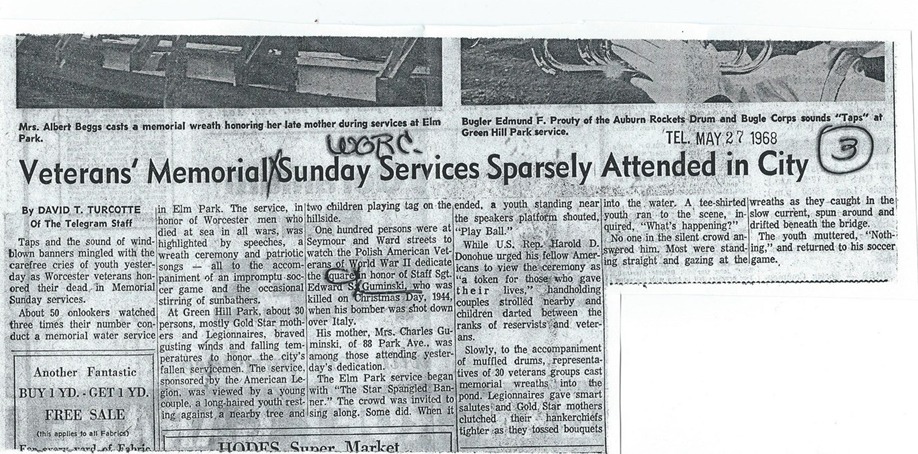 Mrs. Albert Beggs casts a memorial wreath honoring her late mother during services at Elm
Park.
Bugler Edmund F. Prouty of the Auburn Rockets Drum and Bugle Corps sounds "Taps" at
Green Hill Park service.
TEL. MAY 27 1968
WORC.
3
Veterans' Memorial Sunday Services Sparsely Attended in City
By DAVID T. TURCOTTE
Of The Telegram Staff
Taps and the sound of wind-
blown banners mingled with the
carefree cries of youth yester-
day as Worcester veterans hon-
ored their dead in Memorial
Sunday services.
About 50 onlookers watched
three times their number con-
duct a memorial water service
in Elm Park. The service, in
honor of Worcester men who
died at sea in all wars, was
highlighted by speeches, a
wreath ceremony and patriotic
songs — all to the accom-
paniment of an impromptu soc-
cer game and the occasional
stirring of sunbathers.
At Green Hill Park, about 30
persons, mostly Gold Star moth-
ers and Legionnaires, braved
gusting winds and falling tem-
peratures to honor the city's
fallen servicemen. The service,
sponsored by the American Le-
gion, was viewed by a young
couple, a long-haired youth rest-
ing against a nearby tree and
two children playing tag on the
hillside.
One hundred persons were at
Seymour and Ward streets to
watch the Polish American Vet-
erans of World War II dedicate
the square in honor of Staff Sgt.
Edward S. Guminski, who was
killed on Christmas Day, 1944,
when his bomber was shot down
over Italy.
His mother, Mrs. Charles Gu-
minski, of 88 Park Ave., was
among those attending yester-
day's dedication.
The Elm Park service began
with "The Star Spangled Ban-
ner." The crowd was invited to
sing along. Some did. When it
ended, a youth standing near
the speakers platform shouted,
"Play Ball."
While U.S. Rep. Harold D.
Donohue urged his fellow Amer-
icans to view the ceremony as
"a token for those who gave
their lives," handholding
couples strolled nearby and
children darted between the
ranks of reservists and veter-
ans.
Slowly, to the accompaniment
of muffled drums, representa-
tives of 30 veterans groups cast
memorial wreaths into the
pond. Legionnaires gave smart
salutes and Gold Star mothers
clutched their hankerchiefs
tighter as they tossed bouquets
into the water. A tee-shirted
youth ran to the scene, in-
quired, "What's happening?"
No one in the silent crowd an-
swered him. Most were stand-
ing straight and gazing at the
wreaths as they caught in the
slow current, spun around and
drifted beneath the bridge.
The youth muttered, "Noth-
ing," and returned to his soccer
game.
Another Fantastic
BUY 1 YD. - GET 1 YD.
FREE SALE
(this applies to all Fabrics)
HODES Super Market